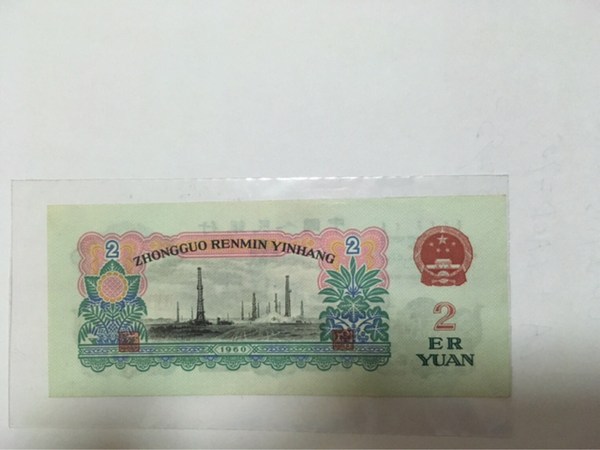 2
2
ZHONGGUO RENMIN YINHANG
1960
2
ER
YUAN